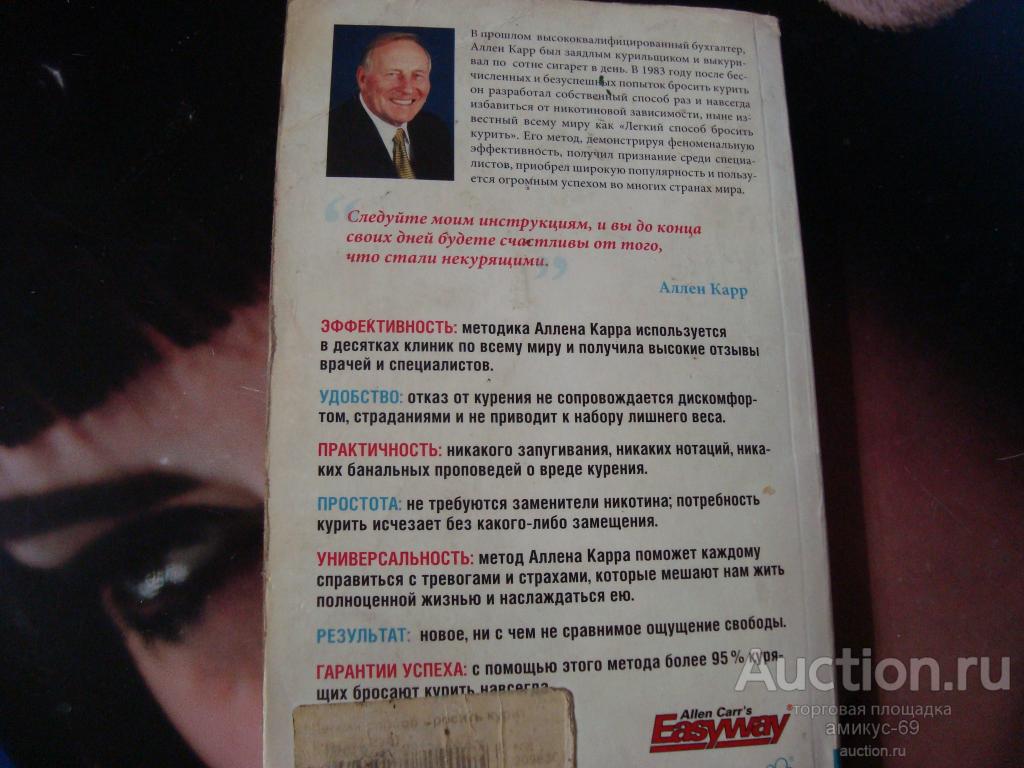 В прошлом высококвалифицированный бухгалтер,
Аллен Карр был заядлым курильщиком и выкури-
вал по сотне сигарет в день. В 1983 году после бес-
численных и безуспешных попыток бросить курить
он разработал собственный способ раз и навсегда
избавиться от никотиновой зависимости, ныне из-
вестный всему миру как «Легкий способ бросить
курить». Его метод, демонстрируя феноменальную
эффективность, получил признание среди специа-
листов, приобрел широкую популярность и пользу-
ется огромным успехом во многих странах мира.
“Следуйте моим инструкциям, и вы до конца
своих дней будете счастливы от того,
что стали некурящими.”
Аллен Карр
ЭФФЕКТИВНОСТЬ: методика Аллена Карра используется
в десятках клиник по всему миру и получила высокие отзывы
врачей и специалистов.
УДОБСТВО: отказ от курения не сопровождается дискомфор-
том, страданиями и не приводит к набору лишнего веса.
ПРАКТИЧНОСТЬ: никакого запугивания, никаких нотаций, ника-
ких банальных проповедей о вреде курения.
ПРОСТОТА: не требуются заменители никотина; потребность
курить исчезает без какого-либо замещения.
УНИВЕРСАЛЬНОСТЬ: метод Аллена Карра поможет каждому
справиться с тревогами и страхами, которые мешают нам жить
полноценной жизнью и наслаждаться ею.
РЕЗУЛЬТАТ: новое, ни с чем не сравнимое ощущение свободы.
ГАРАНТИИ УСПЕХА: с помощью этого метода более 95% куря-
щих бросают курить навсегда.
Allen Carr's
Easyway
Auction.ru
торговая площадка
амикус-69
auction.ru